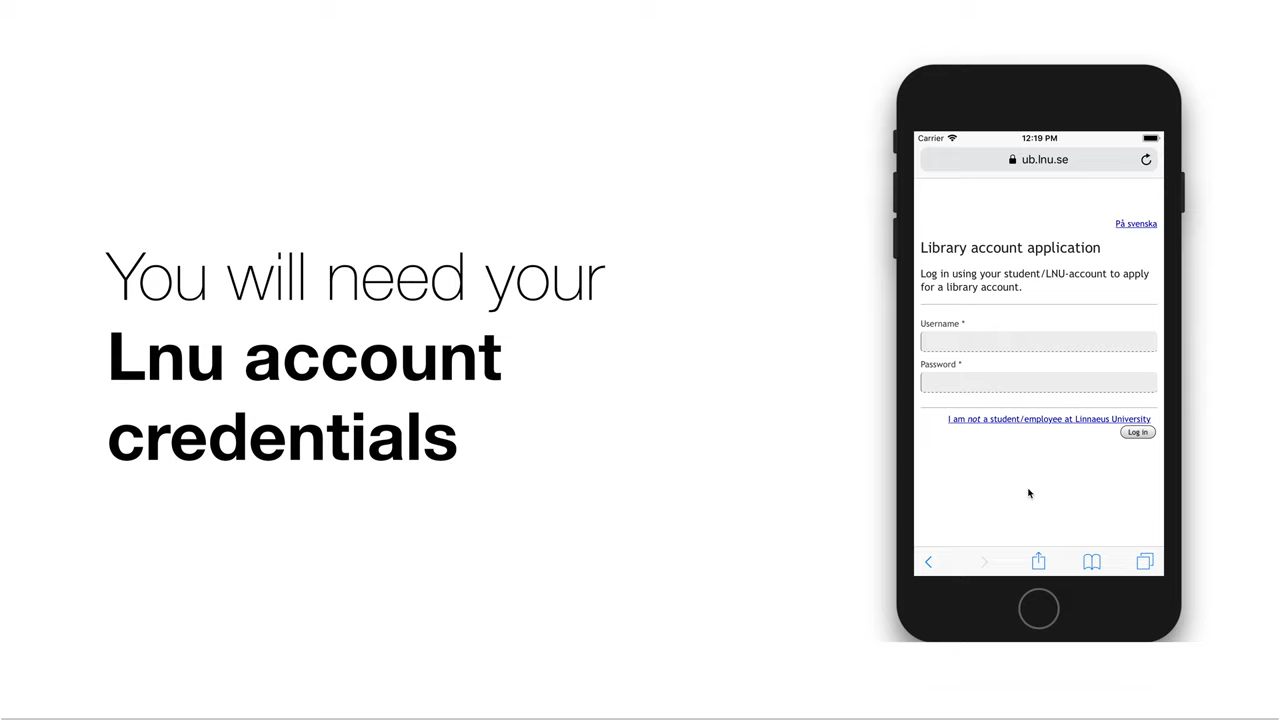 You will need your
Lnu account
credentials
Carrier
12:19 PM
ub.lnu.se
På svenska
Library account application
Log in using your student/LNU-account to apply
for a library account.
Username *
Password *
I am not a student/employee at Linnaeus University
Log in